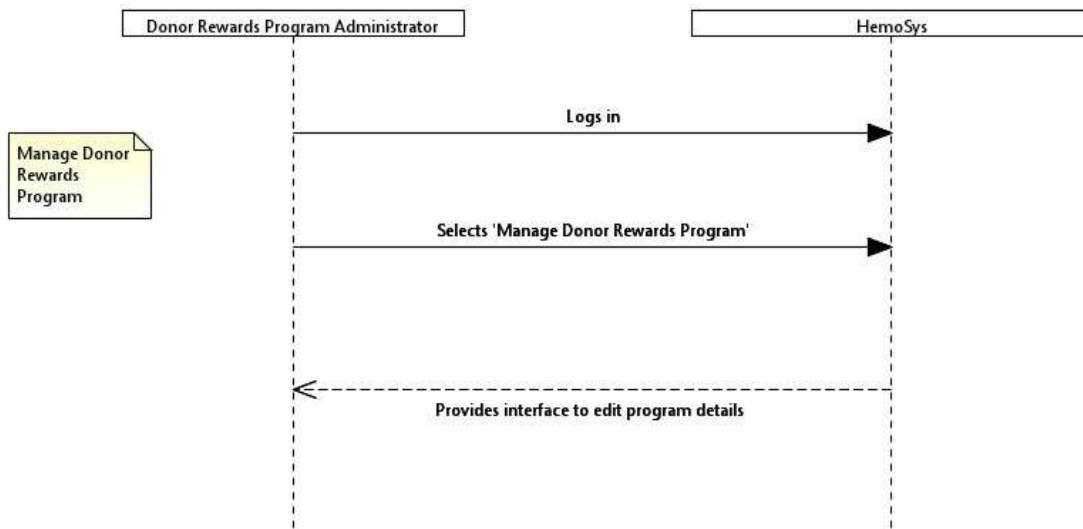 Donor Rewards Program Administrator
HemoSys
Logs in
Manage Donor
Rewards
Program
Selects 'Manage Donor Rewards Program'
Provides interface to edit program details